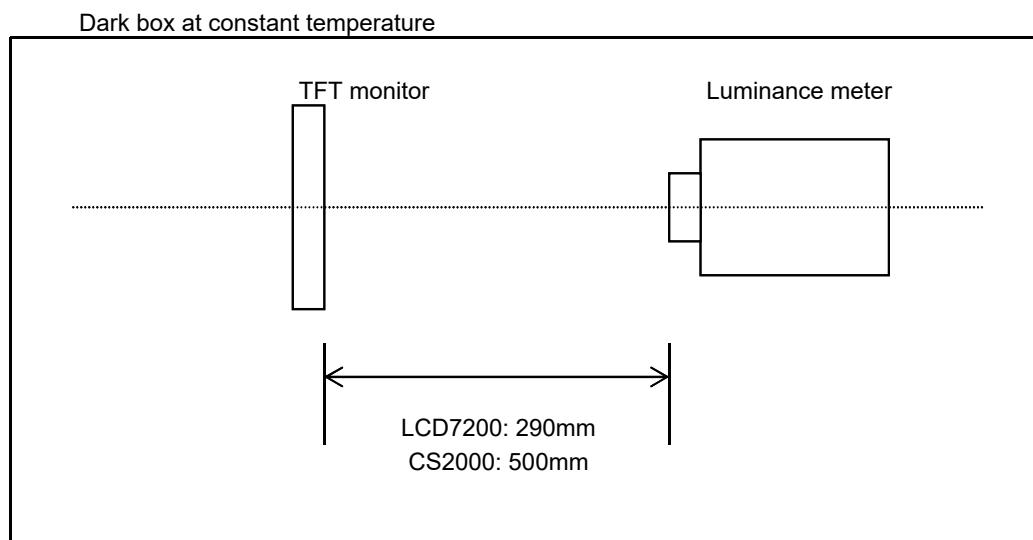 Dark box at constant temperature
TFT monitor
Luminance meter
LCD7200: 290mm
CS2000: 500mm